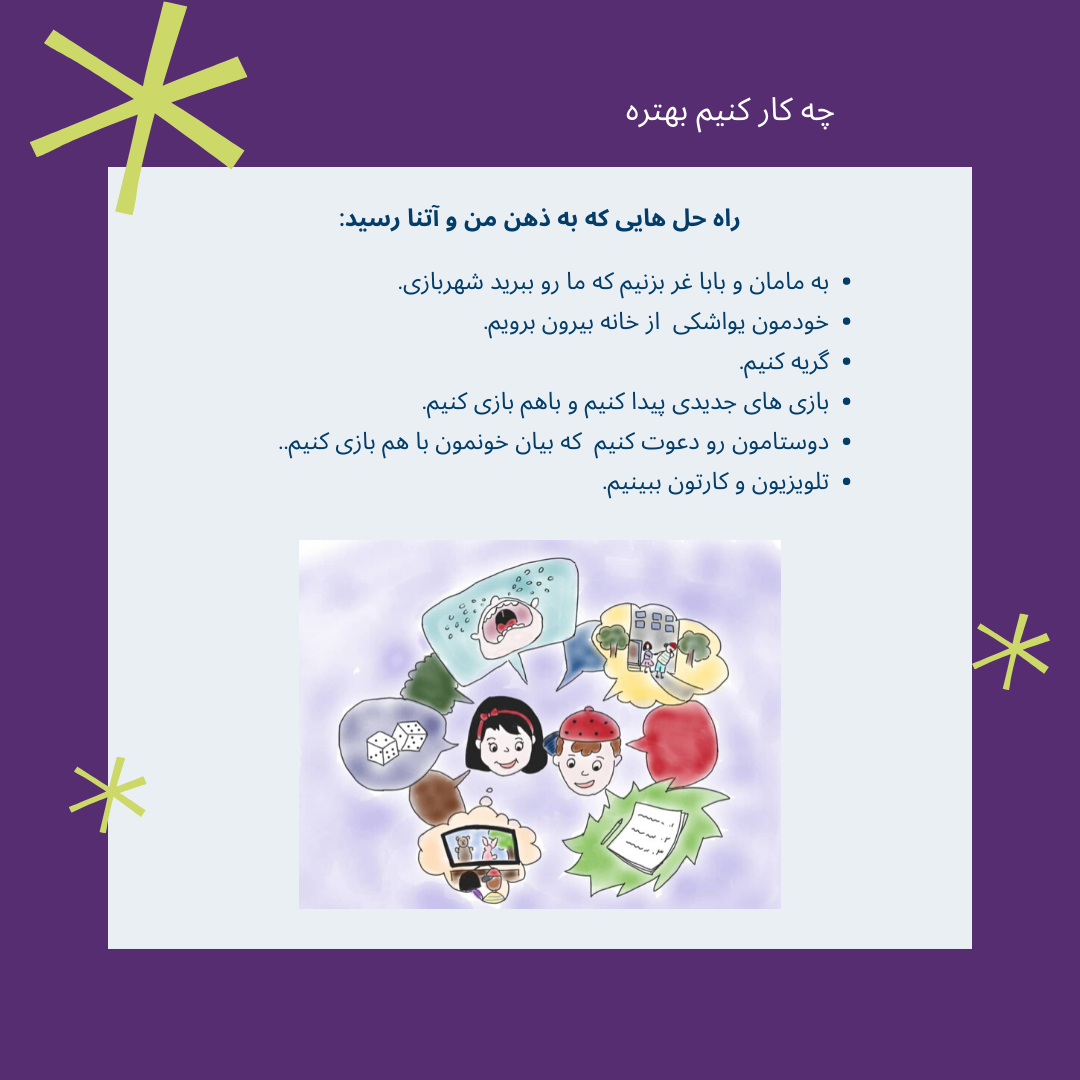 چه کار کنیم بهتره
راه حل هایی که به ذهن من و آتنا رسید:
• به مامان و بابا غر بزنیم که ما رو ببرید شهربازی.
• خودمون یواشکی از خانه بیرون برویم.
• گریه کنیم.
• بازی های جدیدی پیدا کنیم و باهم بازی کنیم.
• دوستامون رو دعوت کنیم که بیان خونمون با هم بازی کنیم..
• تلویزیون و کارتون ببینیم.